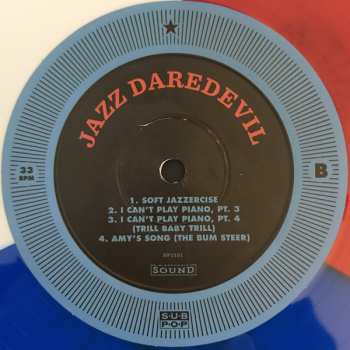 JAZZ DAREDEVIL
33
RPM
B
1. SOFT JAZZERCISE
2. I CAN'T PLAY PIANO, PT. 3
3. I CAN'T PLAY PIANO, PT. 4
(TRILL BABY TRILL)
4. AMY'S SONG (THE BUM STEER)
SP1101
SOUND
SUB
POP